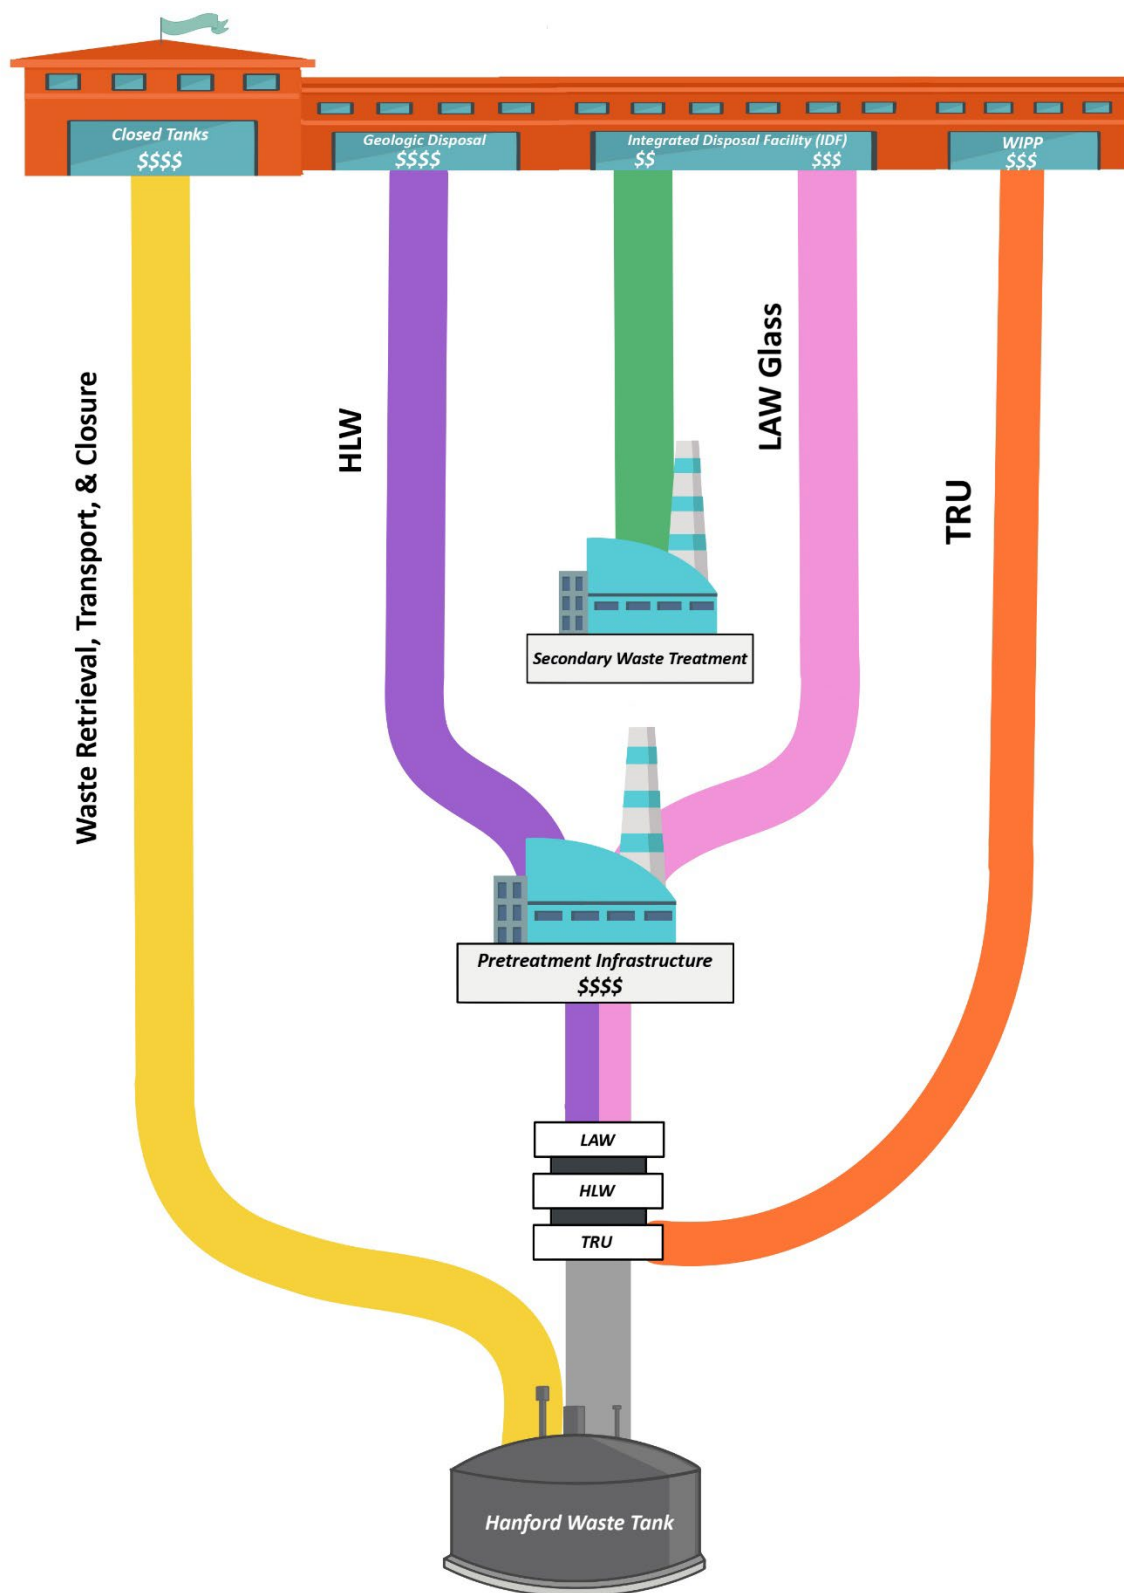 Closed Tanks
$$$$
Geologic Disposal
$$$$
Integrated Disposal Facility (IDF)
$$ $$$
WIPP
$$$
Waste Retrieval, Transport, & Closure
HLW
LAW Glass
TRU
Secondary Waste Treatment
Pretreatment Infrastructure
$$$$
LAW
HLW
TRU
Hanford Waste Tank